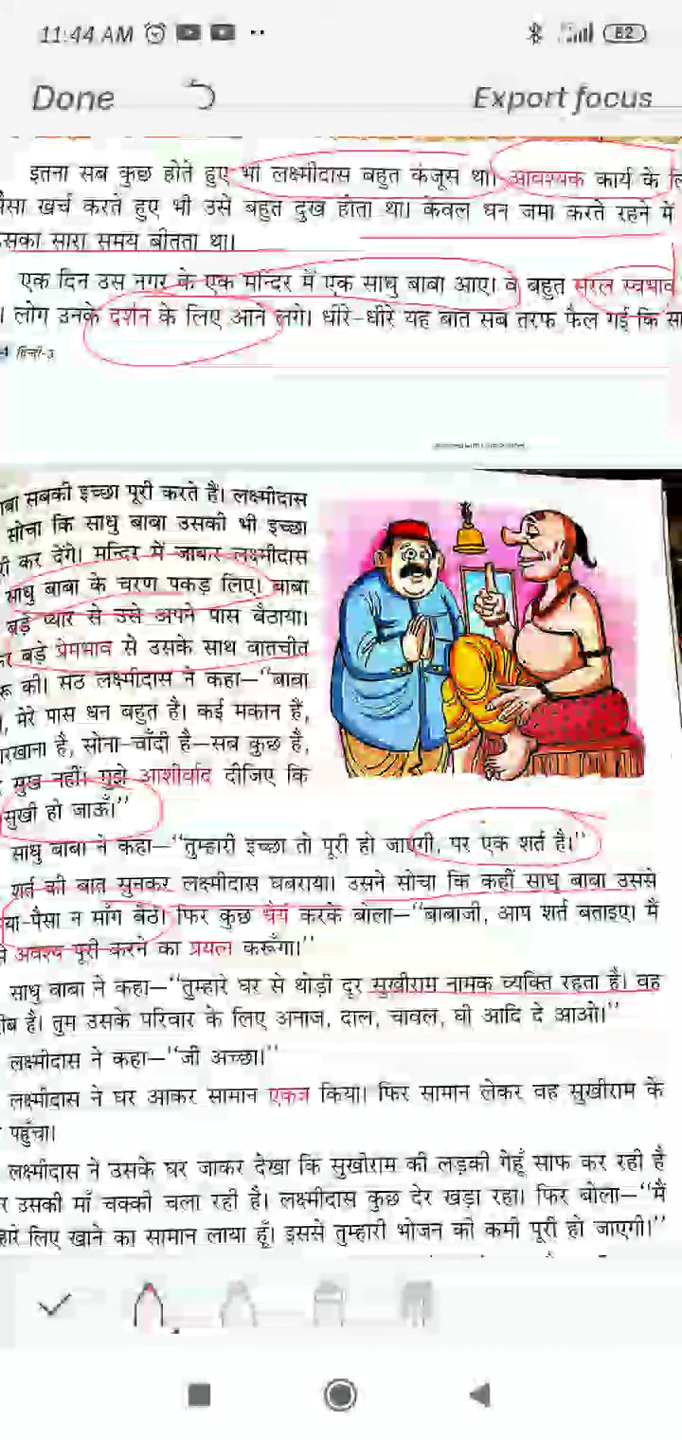 11:44 AM
82
Done
Export focus
इतना सब कुछ होते हुए भी लक्ष्मीदास बहुत कंजूस था। आवश्यक कार्य के
खर्च करते हुए भी उसे बहुत दुख होता था। केवल धन जमा करते रहने में
सारा समय बीतता था।
एक दिन उस नगर के एक मन्दिर में एक साधु बाबा आए। वे बहुत सरल स्वभाव
लोग उनके दर्शन के लिए आने लगे। धीरे-धीरे यह बात सब तरफ फैल गई कि
हिन्दी-3
सबकी इच्छा पूरी करते हैं। लक्ष्मीदास
सोचा कि साधु बाबा उसकी भी इच्छा
कर देंगे। मन्दिर में जाकर लक्ष्मीदास
साधु बाबा के चरण पकड़ लिए। बाबा
बड़े प्यार से उसे अपने पास बैठाया।
बड़े प्रेमभाव से उसके साथ बातचीत
की। सेठ लक्ष्मीदास ने कहा—"बाबा
मेरे पास धन बहुत है। कई मकान हैं,
है, सोना-चाँदी है—सब कुछ है,
सुख नहीं। मुझे आशीर्वाद दीजिए कि
सुखी हो जाऊँ।"
साधु बाबा ने कहा—"तुम्हारी इच्छा तो पूरी हो जाएगी, पर एक शर्त है।"
शर्त की बात सुनकर लक्ष्मीदास घबराया। उसने सोचा कि कहीं साधु बाबा उससे
पैसा न माँग बैठें। फिर कुछ धैर्य करके बोला—"बाबाजी, आप शर्त बताइए। मैं
अवश्य पूरी करने का प्रयत्न करूँगा।"
साधु बाबा ने कहा—"तुम्हारे घर से थोड़ी दूर सुखीराम नामक व्यक्ति रहता है। वह
है। तुम उसके परिवार के लिए अनाज, दाल, चावल, घी आदि दे आओ।"
लक्ष्मीदास ने कहा—"जी अच्छा।"
लक्ष्मीदास ने घर आकर सामान एकत्र किया। फिर सामान लेकर वह सुखीराम के
पहुँचा।
लक्ष्मीदास ने उसके घर जाकर देखा कि सुखीराम की लड़की गेहूँ साफ कर रही है
उसकी माँ चक्की चला रही है। लक्ष्मीदास कुछ देर खड़ा रहा। फिर बोला—"मैं
लिए खाने का सामान लाया हूँ। इससे तुम्हारी भोजन की कमी पूरी हो जाएगी।"